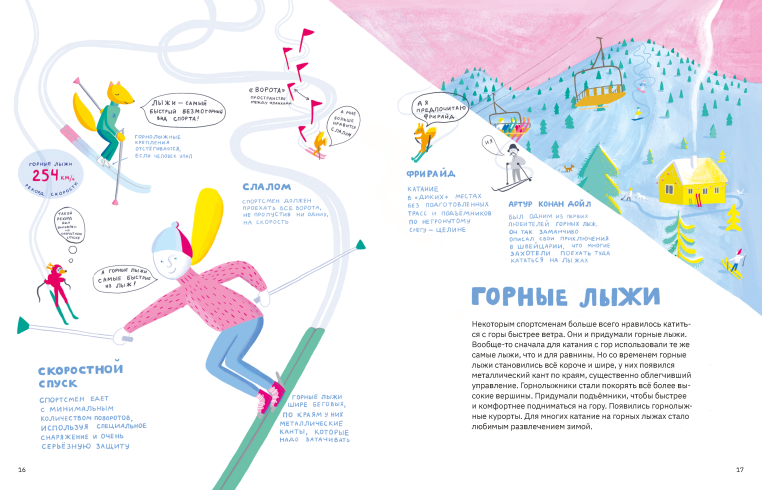 ЛЫЖИ — САМЫЙ
БЫСТРЫЙ БЕЗМОТОРНЫЙ
ВИД СПОРТА!
ГОРНОЛЫЖНЫЕ
КРЕПЛЕНИЯ
ОТСТЁГИВАЮТСЯ,
ЕСЛИ ЧЕЛОВЕК УПАЛ
ГОРНЫЕ ЛЫЖИ
254 КМ/Ч
РЕКОРД СКОРОСТИ
«ВОРОТА»
ПРОСТРАНСТВО
МЕЖДУ ФЛАЖКАМИ
А МНЕ
БОЛЬШЕ
НРАВИТСЯ
СЛАЛОМ
СЛАЛОМ
СПОРТСМЕН ДОЛЖЕН
ПРОЕХАТЬ ВСЕ ВОРОТА,
НЕ ПРОПУСТИВ НИ ОДНИХ,
НА СКОРОСТЬ
А ГОРНЫЕ ЛЫЖИ
САМЫЕ БЫСТРЫЕ
ИЗ ЛЫЖ!
СКОРОСТНОЙ
СПУСК
СПОРТСМЕН ЕДЕТ
С МИНИМАЛЬНЫМ
КОЛИЧЕСТВОМ ПОВОРОТОВ,
ИСПОЛЬЗУЯ СПЕЦИАЛЬНОЕ
СНАРЯЖЕНИЕ И ОЧЕНЬ
СЕРЬЁЗНУЮ ЗАЩИТУ
ГОРНЫЕ ЛЫЖИ
ШИРЕ БЕГОВЫХ,
ПО КРАЯМ У НИХ
МЕТАЛЛИЧЕСКИЕ
КАНТЫ, КОТОРЫЕ
НАДО ЗАТАЧИВАТЬ
16
А Я
ПРЕДПОЧИТАЮ
ФРИРАЙД
ФРИРАЙД
КАТАНИЕ
В «ДИКИХ» МЕСТАХ
БЕЗ ПОДГОТОВЛЕННЫХ
ТРАСС И ПОДЪЕМНИКОВ
ПО НЕТРОНУТОМУ
СНЕГУ — ЦЕЛИНЕ
И Я!
АРТУР КОНАН ДОЙЛ
БЫЛ ОДНИМ ИЗ ПЕРВЫХ
ЛЮБИТЕЛЕЙ ГОРНЫХ ЛЫЖ,
ОН ТАК ЗАМАНЧИВО
ОПИСАЛ СВОИ ПРИКЛЮЧЕНИЯ
В ШВЕЙЦАРИИ, ЧТО МНОГИЕ
ЗАХОТЕЛИ ПОЕХАТЬ ТУДА
КАТАТЬСЯ НА ЛЫЖАХ
ГОРНЫЕ ЛЫЖИ
Некоторым спортсменам больше всего нравилось катить-
ся с горы быстрее ветра. Они и придумали горные лыжи.
Вообще-то сначала для катания с гор использовали те же
самые лыжи, что и для равнины. Но со временем горные
лыжи становились всё короче и шире, у них появился
металлический кант по краям, существенно облегчивший
управление. Горнолыжники стали покорять всё более вы-
сокие вершины. Придумали подъёмники, чтобы быстрее
и комфортнее подниматься на гору. Появились горнолыж-
ные курорты. Для многих катание на горных лыжах стало
любимым развлечением зимой.
17